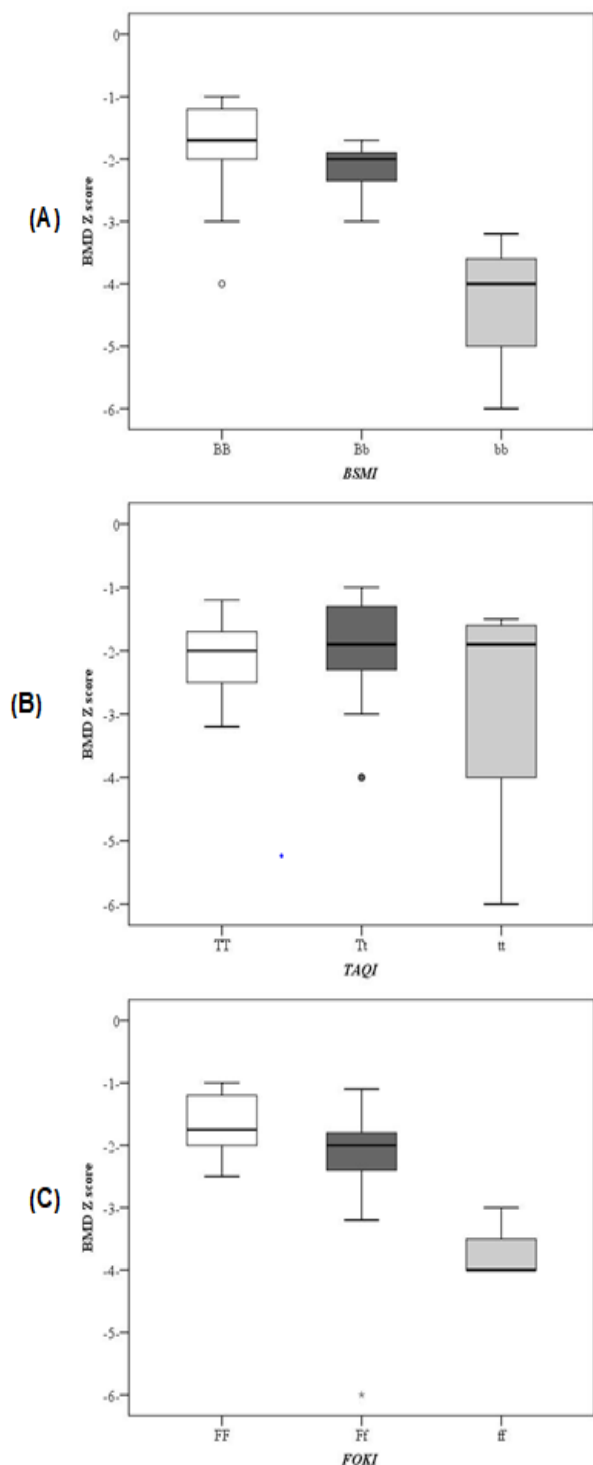 0
-1-
-2-
(A)
BMD Z score
-3-
-4-
-5-
-6-
BB Bb bb
BSMI
0
-1-
-2-
(B)
BMD Z score
-3-
-4-
-5-
-6-
TT Tt tt
TAQI
0
-1-
-2-
(C)
BMD Z score
-3-
-4-
-5-
-6-
FF Ff ff
FOKI